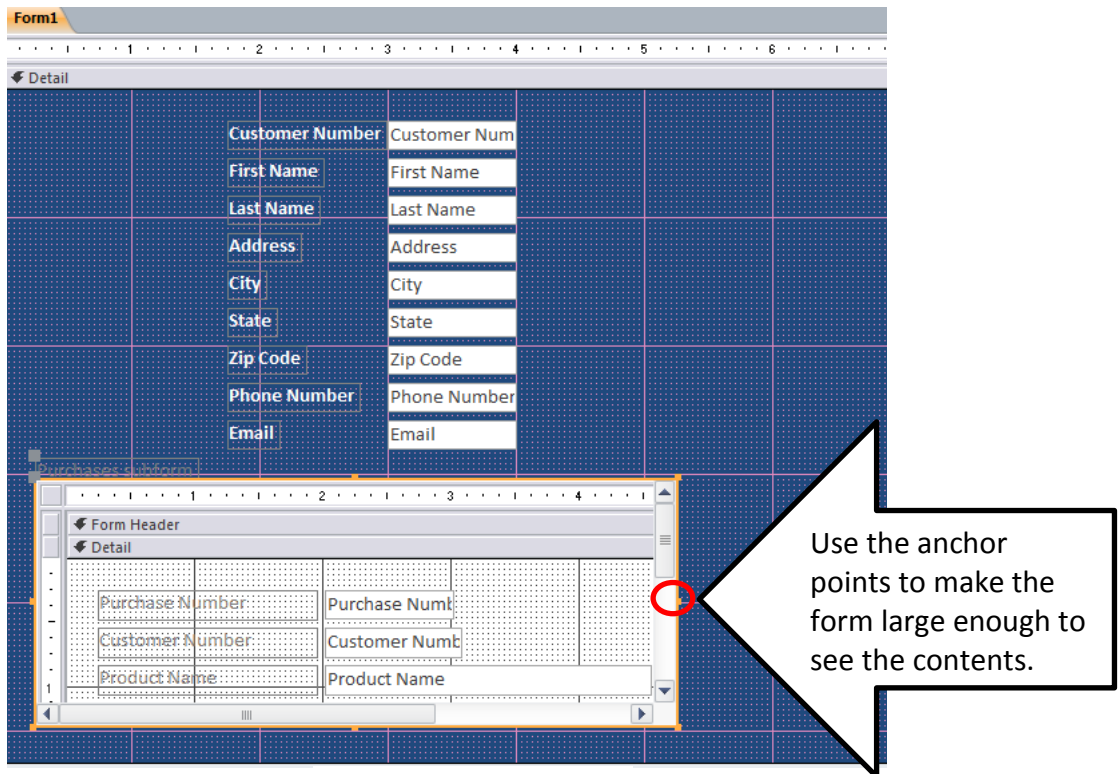 Form1
1 2 3 4 5 6
Detail
Customer Number Customer Num
First Name First Name
Last Name Last Name
Address Address
City City
State State
Zip Code Zip Code
Phone Number Phone Number
Email Email
Purchases subform
1 2 3 4
Form Header
Detail
Purchase Number Purchase Numb
Customer Number Customer Numb
Product Name Product Name
1
Use the anchor
points to make the
form large enough to
see the contents.